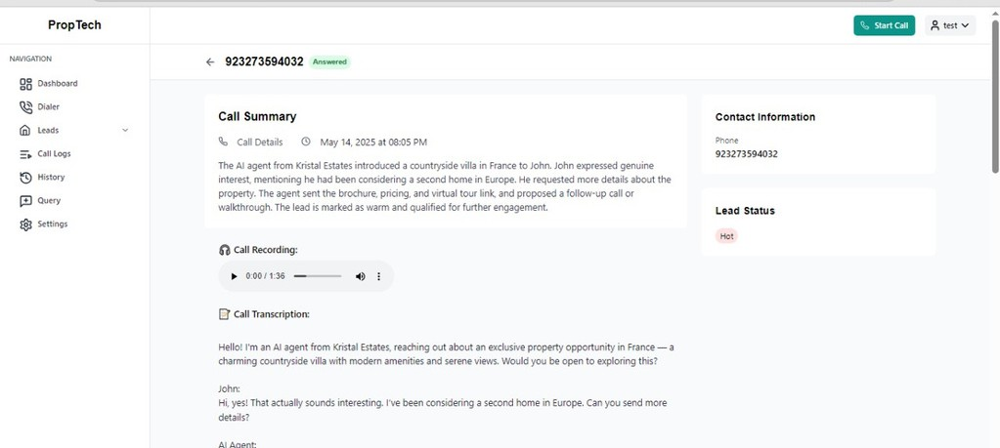 PropTech
Start Call
test
NAVIGATION
Dashboard
Dialer
Leads
Call Logs
History
Query
Settings
923273594032 Answered
Call Summary
Call Details May 14, 2025 at 08:05 PM
The AI agent from Kristal Estates introduced a countryside villa in France to John. John expressed genuine
interest, mentioning he had been considering a second home in Europe. He requested more details about the
property. The agent sent the brochure, pricing, and virtual tour link, and proposed a follow-up call or
walkthrough. The lead is marked as warm and qualified for further engagement.
Call Recording:
0:00 / 1:36
Call Transcription:
Hello! I'm an AI agent from Kristal Estates, reaching out about an exclusive property opportunity in France — a
charming countryside villa with modern amenities and serene views. Would you be open to exploring this?
John:
Hi, yes! That actually sounds interesting. I've been considering a second home in Europe. Can you send more
details?
AI Agent:
Contact Information
Phone
923273594032
Lead Status
Hot